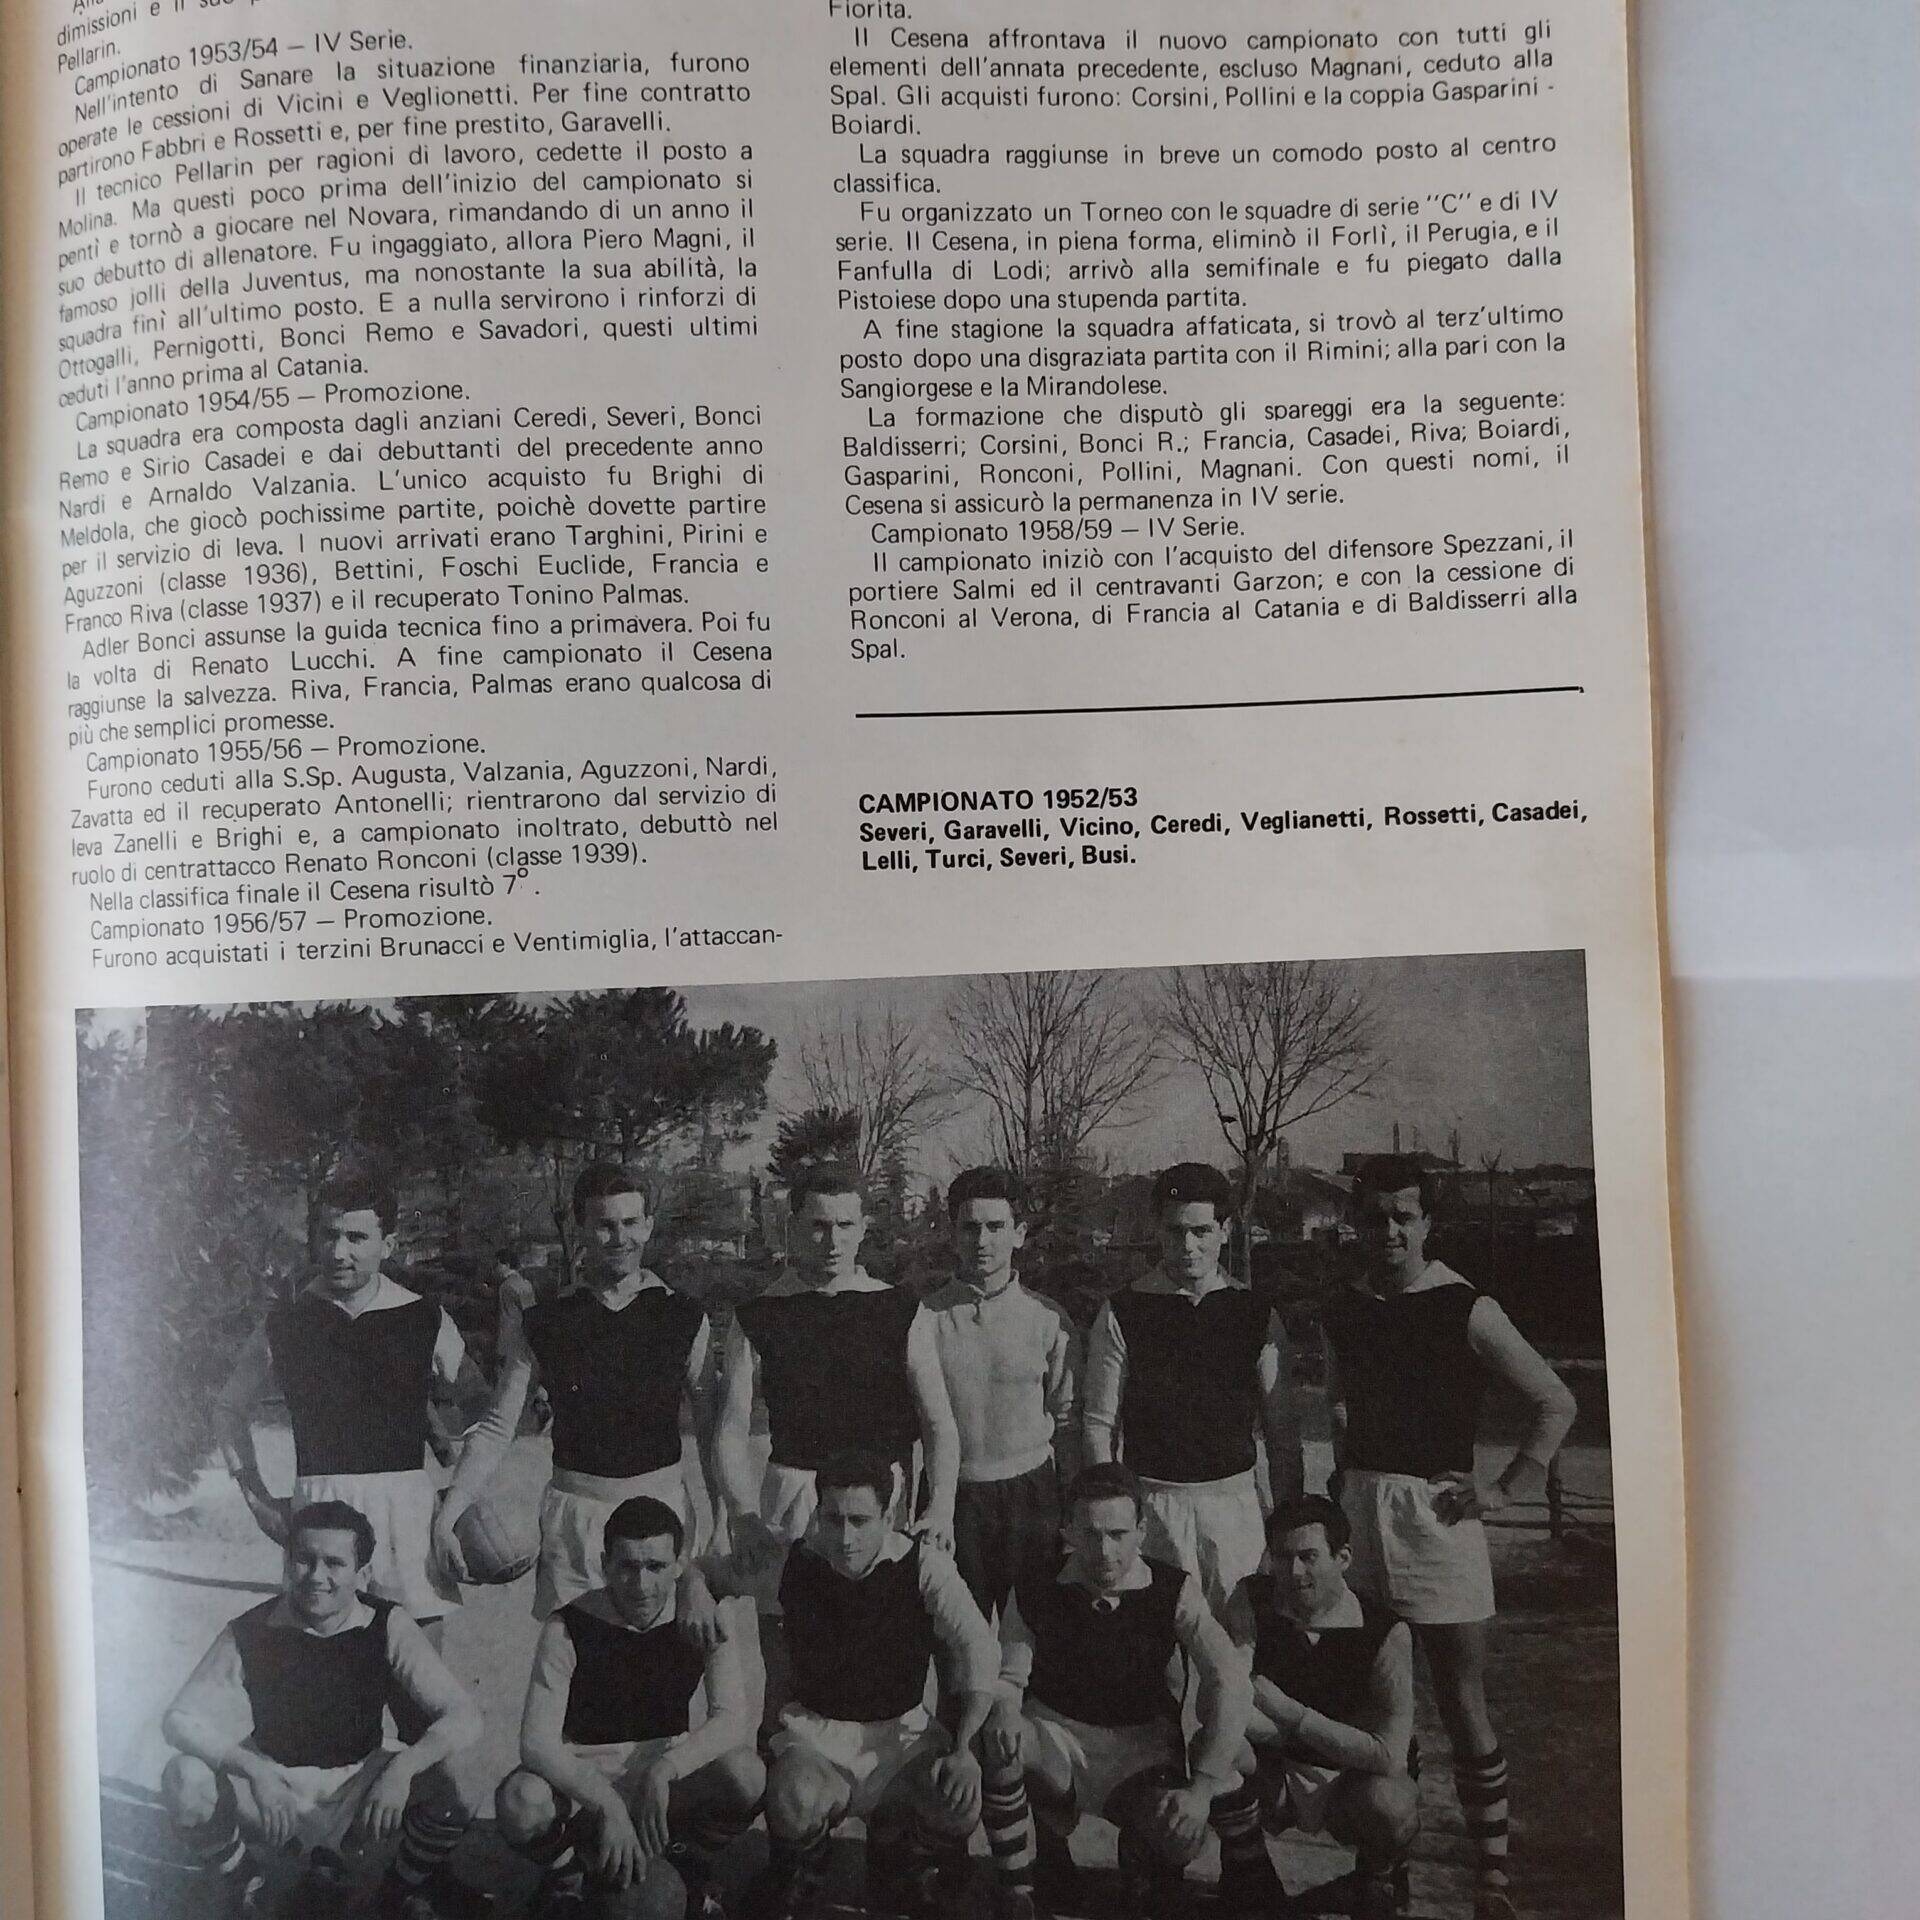 dimissioni e il suo
Pellarin.
Campionato 1953/54 — IV Serie.
Nell'intento di Sanare la situazione finanziaria, furono
operate le cessioni di Vicini e Veglionetti. Per fine contratto
partirono Fabbri e Rossetti e, per fine prestito, Garavelli.
Il tecnico Pellarin per ragioni di lavoro, cedette il posto a
Molina. Ma questi poco prima dell'inizio del campionato si
pentì e tornò a giocare nel Novara, rimandando di un anno il
suo debutto di allenatore. Fu ingaggiato, allora Piero Magni, il
famoso jolli della Juventus, ma nonostante la sua abilità, la
squadra finì all'ultimo posto. E a nulla servirono i rinforzi di
Ottogalli, Pernigotti, Bonci Remo e Savadori, questi ultimi
ceduti l'anno prima al Catania.
Campionato 1954/55 — Promozione.
La squadra era composta dagli anziani Ceredi, Severi, Bonci
Remo e Sirio Casadei e dai debuttanti del precedente anno
Nardi e Arnaldo Valzania. L'unico acquisto fu Brighi di
Meldola, che giocò pochissime partite, poichè dovette partire
per il servizio di leva. I nuovi arrivati erano Targhini, Pirini e
Aguzzoni (classe 1936), Bettini, Foschi Euclide, Francia e
Franco Riva (classe 1937) e il recuperato Tonino Palmas.
Adler Bonci assunse la guida tecnica fino a primavera. Poi fu
la volta di Renato Lucchi. A fine campionato il Cesena
raggiunse la salvezza. Riva, Francia, Palmas erano qualcosa di
più che semplici promesse.
Campionato 1955/56 — Promozione.
Furono ceduti alla S.Sp. Augusta, Valzania, Aguzzoni, Nardi,
Zavatta ed il recuperato Antonelli; rientrarono dal servizio di
leva Zanelli e Brighi e, a campionato inoltrato, debuttò nel
ruolo di centrattacco Renato Ronconi (classe 1939).
Nella classifica finale il Cesena risultò 7°.
Campionato 1956/57 — Promozione.
Furono acquistati i terzini Brunacci e Ventimiglia, l'attaccan-
Fiorita.
Il Cesena affrontava il nuovo campionato con tutti gli
elementi dell'annata precedente, escluso Magnani, ceduto alla
Spal. Gli acquisti furono: Corsini, Pollini e la coppia Gasparini -
Boiardi.
La squadra raggiunse in breve un comodo posto al centro
classifica.
Fu organizzato un Torneo con le squadre di serie "C" e di IV
serie. Il Cesena, in piena forma, eliminò il Forlì, il Perugia, e il
Fanfulla di Lodi; arrivò alla semifinale e fu piegato dalla
Pistoiese dopo una stupenda partita.
A fine stagione la squadra affaticata, si trovò al terz'ultimo
posto dopo una disgraziata partita con il Rimini; alla pari con la
Sangiorgese e la Mirandolese.
La formazione che disputò gli spareggi era la seguente:
Baldisserri; Corsini, Bonci R.; Francia, Casadei, Riva; Boiardi,
Gasparini, Ronconi, Pollini, Magnani. Con questi nomi, il
Cesena si assicurò la permanenza in IV serie.
Campionato 1958/59 — IV Serie.
Il campionato iniziò con l'acquisto del difensore Spezzani, il
portiere Salmi ed il centravanti Garzon; e con la cessione di
Ronconi al Verona, di Francia al Catania e di Baldisserri alla
Spal.
CAMPIONATO 1952/53
Severi, Garavelli, Vicino, Ceredi, Veglianetti, Rossetti, Casadei,
Lelli, Turci, Severi, Busi.